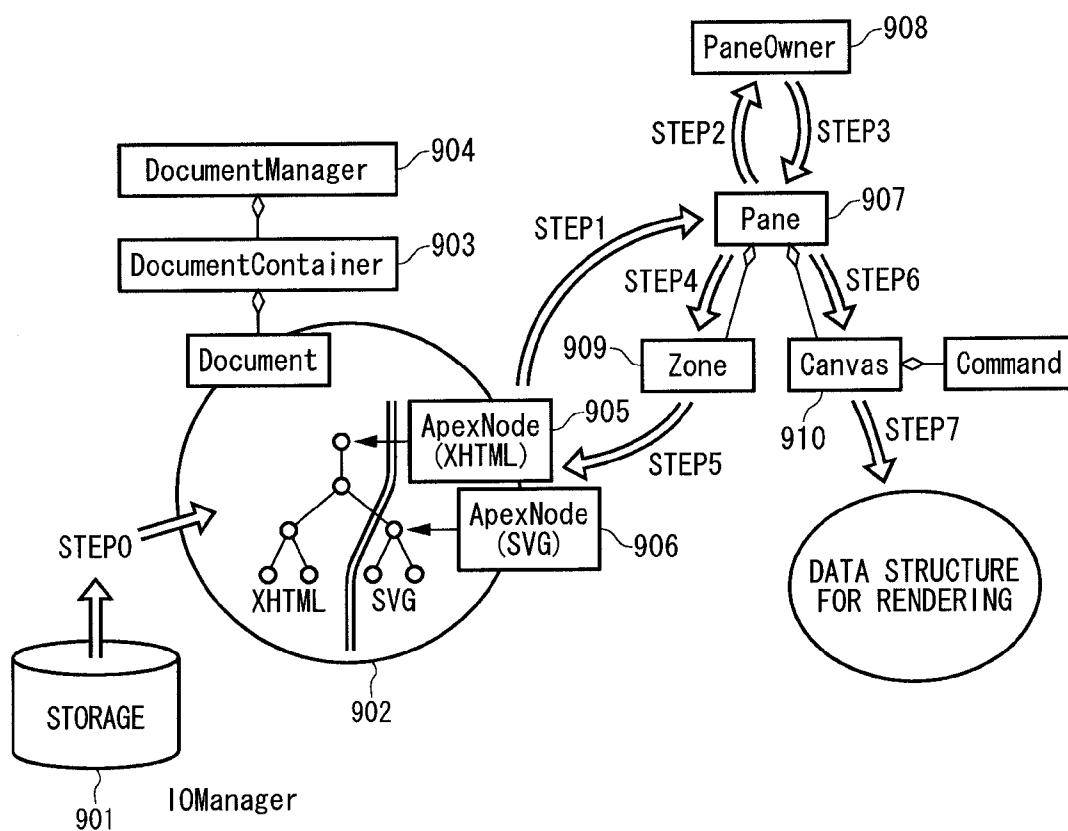 PaneOwner
908
STEP2
STEP3
DocumentManager
904
Pane
907
STEP1
DocumentContainer
903
STEP4
STEP6
Document
909
Zone
Canvas
Command
910
ApexNode
(XHTML)
905
STEP7
STEP5
ApexNode
(SVG)
906
STEP0
XHTML
SVG
DATA STRUCTURE
FOR RENDERING
902
STORAGE
901
IOManager